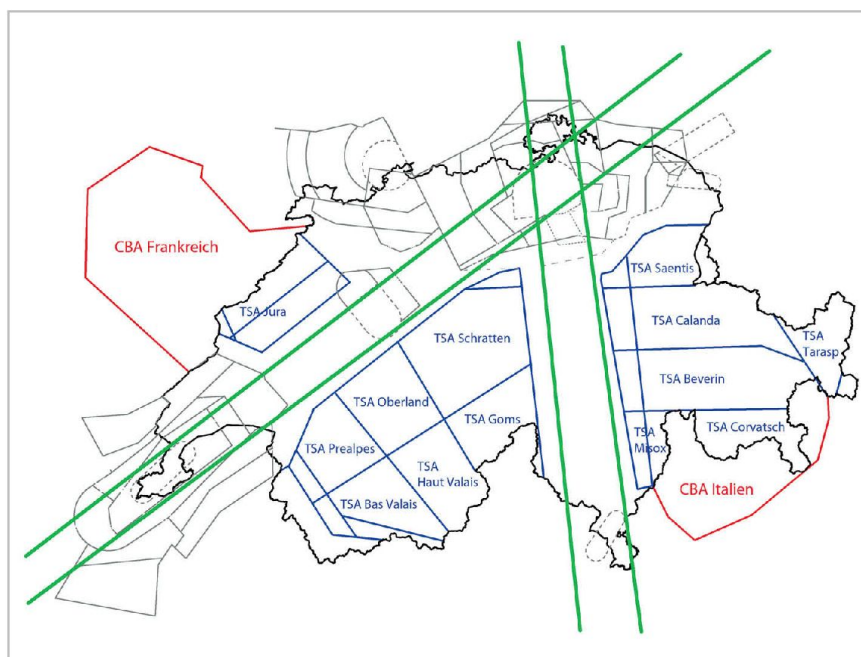 CBA Frankreich
TSA Saentis
TSA Jura
TSA Calanda
TSA Schratten
TSA
Tarasp
TSA Beverin
TSA Oberland
TSA Goms
TSA Corvatsch
TSA Prealpes
TSA
Misox
TSA
Haut Valais
CBA Italien
TSA Bas Valais